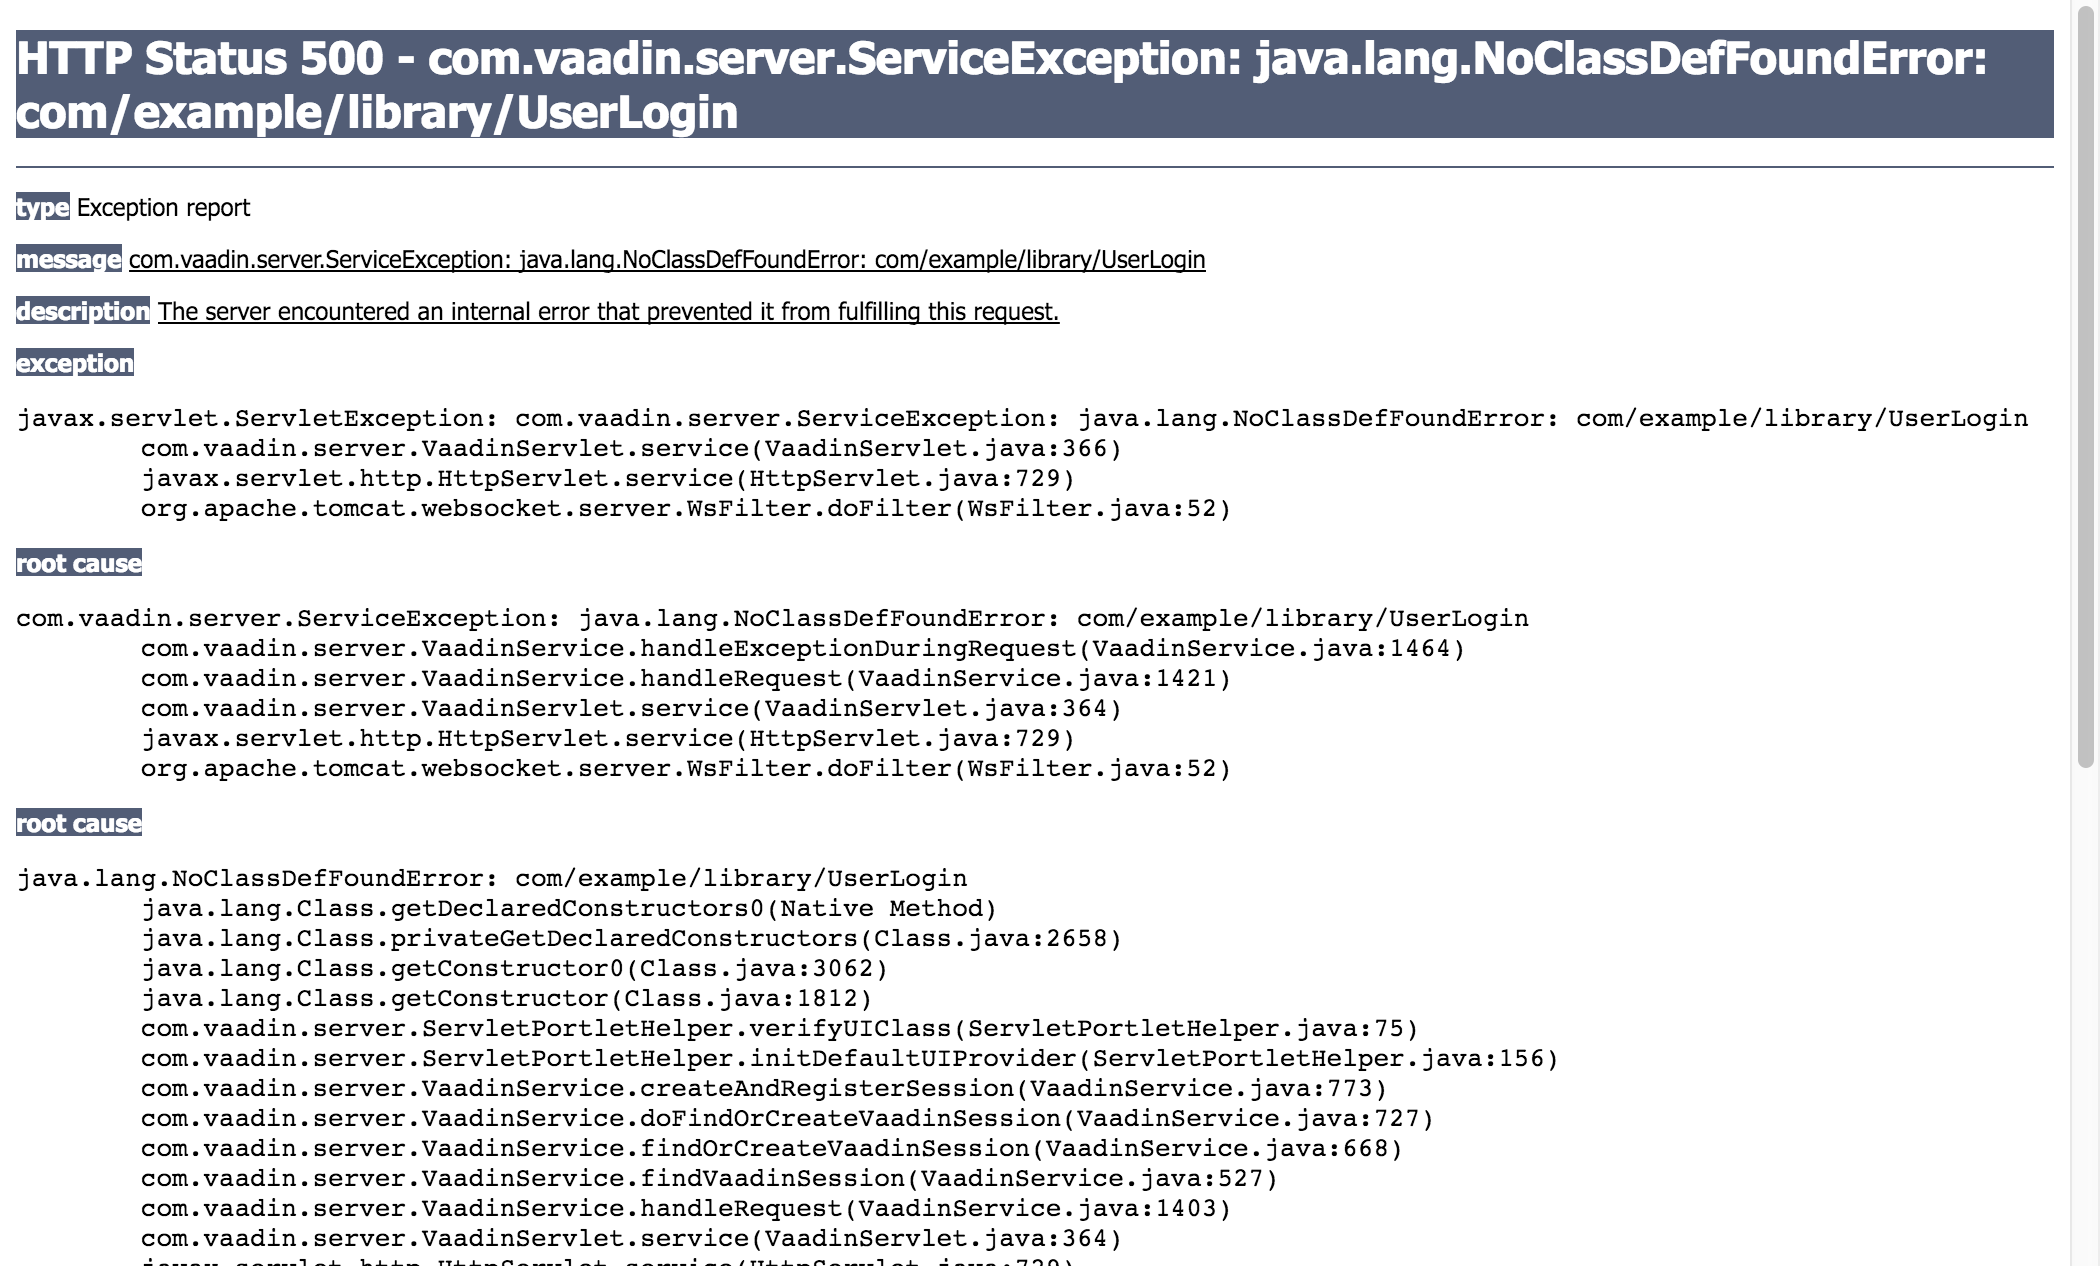 HTTP Status 500 - com.vaadin.server.ServiceException: java.lang.NoClassDefFoundError:
com/example/library/UserLogin
type Exception report
message com.vaadin.server.ServiceException: java.lang.NoClassDefFoundError: com/example/library/UserLogin
description The server encountered an internal error that prevented it from fulfilling this request.
exception
javax.servlet.ServletException: com.vaadin.server.ServiceException: java.lang.NoClassDefFoundError: com/example/library/UserLogin
com.vaadin.server.VaadinServlet.service(VaadinServlet.java:366)
javax.servlet.http.HttpServlet.service(HttpServlet.java:729)
org.apache.tomcat.websocket.server.WsFilter.doFilter(WsFilter.java:52)
root cause
com.vaadin.server.ServiceException: java.lang.NoClassDefFoundError: com/example/library/UserLogin
com.vaadin.server.VaadinService.handleExceptionDuringRequest(VaadinService.java:1464)
com.vaadin.server.VaadinService.handleRequest(VaadinService.java:1421)
com.vaadin.server.VaadinServlet.service(VaadinServlet.java:364)
javax.servlet.http.HttpServlet.service(HttpServlet.java:729)
org.apache.tomcat.websocket.server.WsFilter.doFilter(WsFilter.java:52)
root cause
java.lang.NoClassDefFoundError: com/example/library/UserLogin
java.lang.Class.getDeclaredConstructors0(Native Method)
java.lang.Class.privateGetDeclaredConstructors(Class.java:2658)
java.lang.Class.getConstructor0(Class.java:3062)
java.lang.Class.getConstructor(Class.java:1812)
com.vaadin.server.ServletPortletHelper.verifyUIClass(ServletPortletHelper.java:75)
com.vaadin.server.ServletPortletHelper.initDefaultUIProvider(ServletPortletHelper.java:156)
com.vaadin.server.VaadinService.createAndRegisterSession(VaadinService.java:773)
com.vaadin.server.VaadinService.doFindOrCreateVaadinSession(VaadinService.java:727)
com.vaadin.server.VaadinService.findOrCreateVaadinSession(VaadinService.java:668)
com.vaadin.server.VaadinService.findVaadinSession(VaadinService.java:527)
com.vaadin.server.VaadinService.handleRequest(VaadinService.java:1403)
com.vaadin.server.VaadinServlet.service(VaadinServlet.java:364)
javax.servlet.http.HttpServlet.service(HttpServlet.java:729)